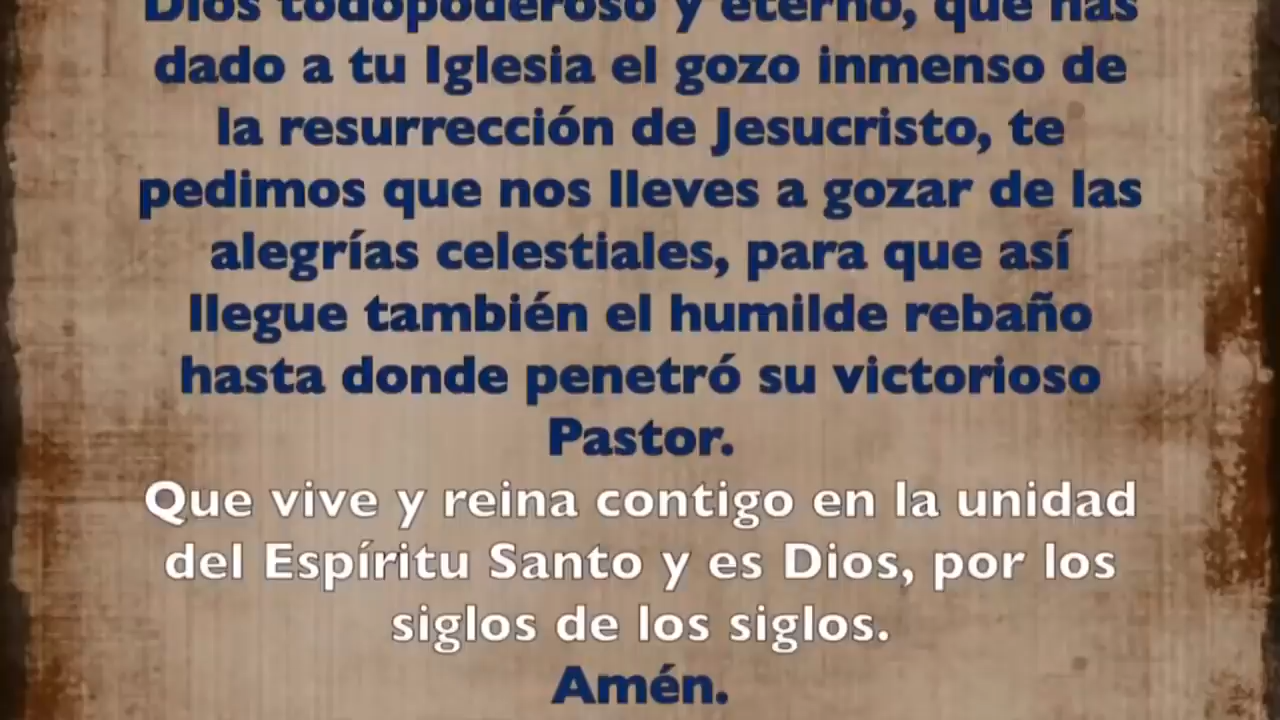 Dios todopoderoso y eterno, que has
dado a tu Iglesia el gozo inmenso de
la resurrección de Jesucristo, te
pedimos que nos lleves a gozar de las
alegrías celestiales, para que así
llegue también el humilde rebaño
hasta donde penetró su victorioso
Pastor.
Que vive y reina contigo en la unidad
del Espíritu Santo y es Dios, por los
siglos de los siglos.
Amén.